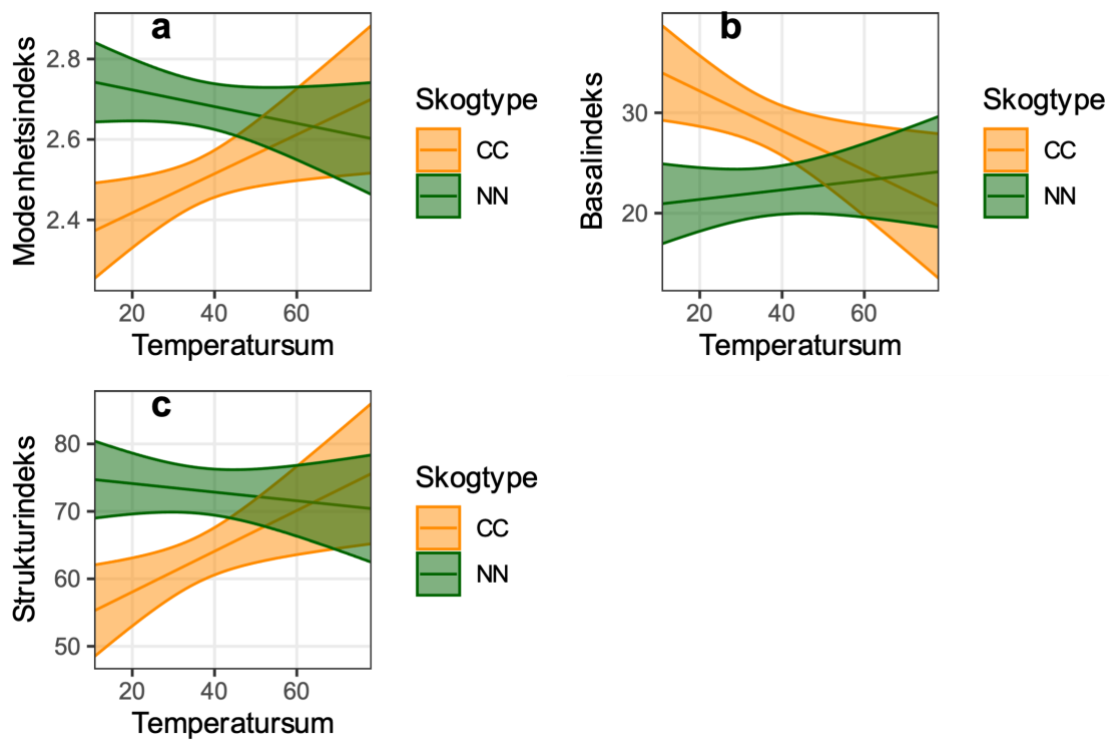 a
Modenhetsindeks
2.8
2.6
2.4
20 40 60
Temperatursum
Skogtype
CC
NN
b
Basalindeks
30
20
20 40 60
Temperatursum
Skogtype
CC
NN
c
Strukturindeks
80
70
60
50
20 40 60
Temperatursum
Skogtype
CC
NN